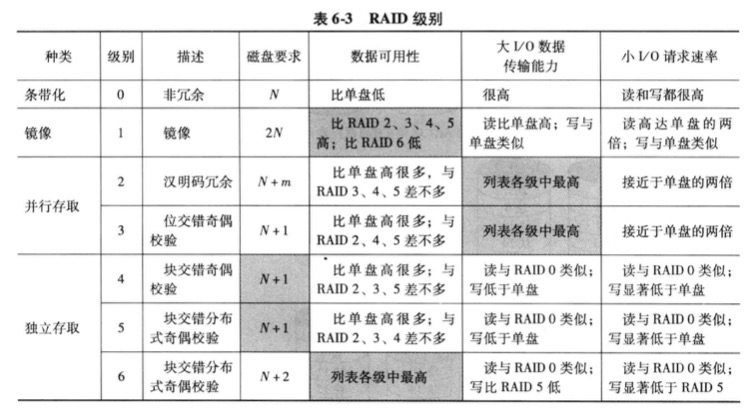 表 6-3 RAID 级别
种类 级别 描述 磁盘要求 数据可用性 大 I/O 数据传输能力 小 I/O 请求速率
条带化 0 非冗余 N 比单盘低 很高 读和写都很高
镜像 1 镜像 2N 比 RAID 2、3、4、5 高；比 RAID 6 低 读比单盘高；写与单盘类似 读高达单盘的两倍；写与单盘类似
并行存取 2 汉明码冗余 N+m 比单盘高很多，与 RAID 3、4、5 差不多 列表各级中最高 接近于单盘的两倍
3 位交错奇偶校验 N+1 比单盘高很多；与 RAID 2、4、5 差不多 列表各级中最高 接近于单盘的两倍
独立存取 4 块交错奇偶校验 N+1 比单盘高很多；与 RAID 2、3、5 差不多 读与 RAID 0 类似；写低于单盘 读与 RAID 0 类似；写显著低于单盘
5 块交错分布式奇偶校验 N+1 比单盘高很多；与 RAID 2、3、4 差不多 读与 RAID 0 类似；写低于单盘 读与 RAID 0 类似；写显著低于单盘
6 块交错分布式奇偶校验 N+2 列表各级中最高 读与 RAID 0 类似；写比 RAID 5 低 读与 RAID 0 类似；写显著低于 RAID 5